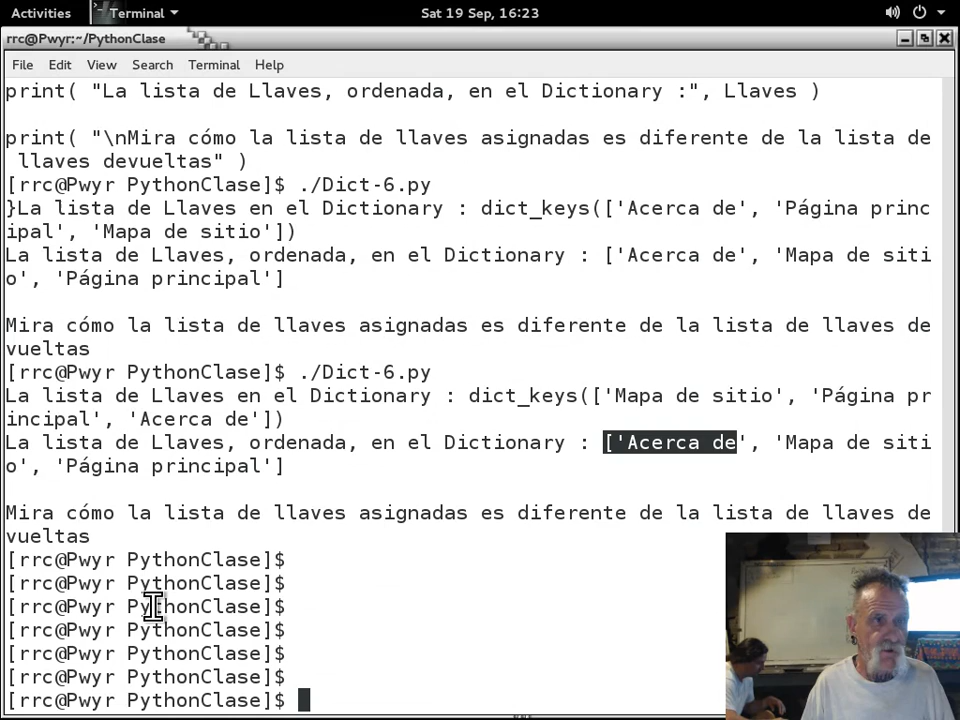 Activities Terminal Sat 19 Sep, 16:23
rrc@Pwyr:~/PythonClase
File Edit View Search Terminal Help
print( "La lista de Llaves, ordenada, en el Dictionary :", Llaves )
print( "\nMira cómo la lista de llaves asignadas es diferente de la lista de
llaves devueltas" )
[rrc@Pwyr PythonClase]$ ./Dict-6.py
}La lista de Llaves en el Dictionary : dict_keys(['Acerca de', 'Página princ
ipal', 'Mapa de sitio'])
La lista de Llaves, ordenada, en el Dictionary : ['Acerca de', 'Mapa de siti
o', 'Página principal']
Mira cómo la lista de llaves asignadas es diferente de la lista de llaves de
vueltas
[rrc@Pwyr PythonClase]$ ./Dict-6.py
La lista de Llaves en el Dictionary : dict_keys(['Mapa de sitio', 'Página pr
incipal', 'Acerca de'])
La lista de Llaves, ordenada, en el Dictionary : ['Acerca de', 'Mapa de siti
o', 'Página principal']
Mira cómo la lista de llaves asignadas es diferente de la lista de llaves de
vueltas
[rrc@Pwyr PythonClase]$
[rrc@Pwyr PythonClase]$
[rrc@Pwyr PythonClase]$
[rrc@Pwyr PythonClase]$
[rrc@Pwyr PythonClase]$
[rrc@Pwyr PythonClase]$
[rrc@Pwyr PythonClase]$